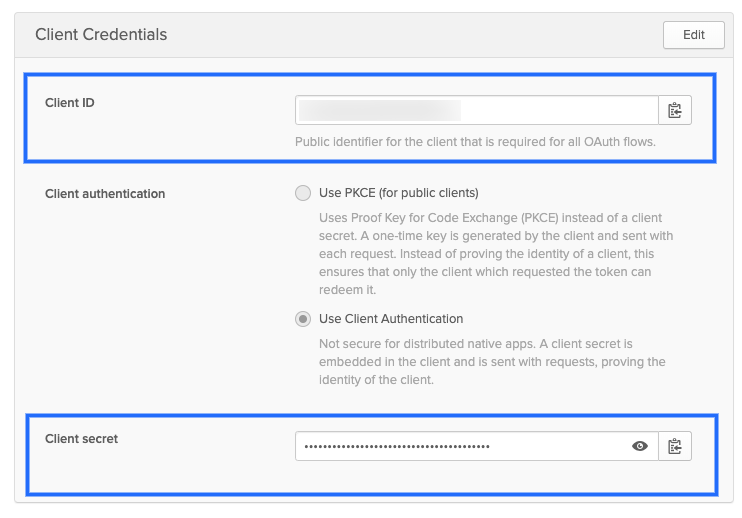 Client Credentials
Edit
Client ID
Public identifier for the client that is required for all OAuth flows.
Client authentication
Use PKCE (for public clients)
Uses Proof Key for Code Exchange (PKCE) instead of a client
secret. A one-time key is generated by the client and sent with
each request. Instead of proving the identity of a client, this
ensures that only the client which requested the token can
redeem it.
Use Client Authentication
Not secure for distributed native apps. A client secret is
embedded in the client and is sent with requests, proving the
identity of the client.
Client secret